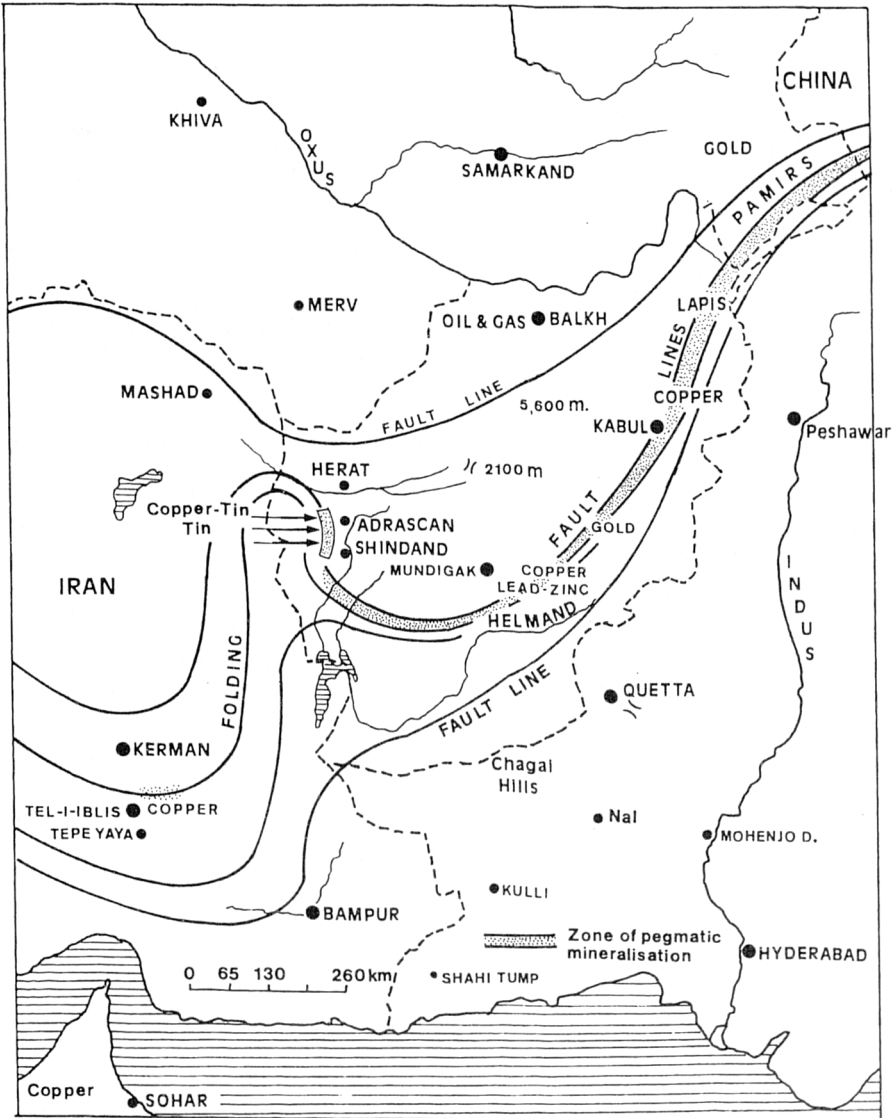 CHINA
KHIVA
OXUS
SAMARKAND
GOLD
PAMIRS
MERV
OIL & GAS
BALKH
LAPIS
MASHAD
FAULT LINE
5,600 m.
FAULT LINES
COPPER
KABUL
Peshawar
HERAT
2100 m
Copper-Tin
Tin
ADRASCAN
SHINDAND
GOLD
MUNDIGAK
COPPER
LEAD-ZINC
IRAN
HELMAND
INDUS
FOLDING
FAULT LINE
QUETTA
KERMAN
Chagai
Hills
TEL-I-IBLIS
COPPER
TEPE YAYA
Nal
MOHENJO D.
KULLI
BAMPUR
Zone of pegmatic
mineralisation
HYDERABAD
0 65 130 260 km
SHAHI TUMP
Copper
SOHAR